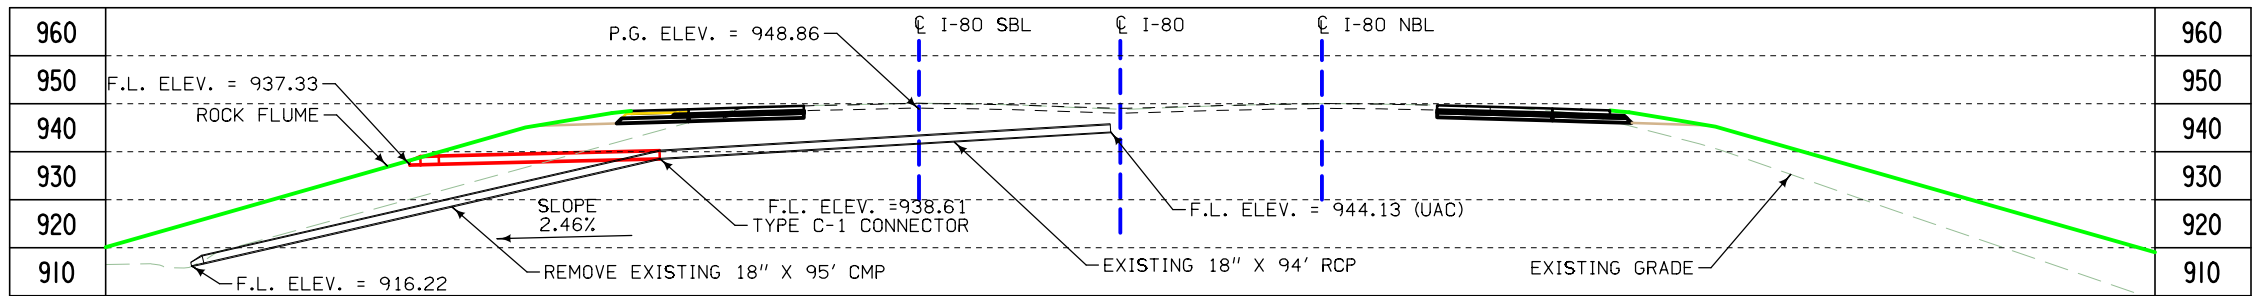 960
950
940
930
920
910
P.G. ELEV. = 948.86
℄ I-80 SBL
℄ I-80
℄ I-80 NBL
F.L. ELEV. = 937.33
ROCK FLUME
SLOPE
2.46%
F.L. ELEV. =938.61
TYPE C-1 CONNECTOR
F.L. ELEV. = 944.13 (UAC)
REMOVE EXISTING 18" X 95' CMP
EXISTING 18" X 94' RCP
EXISTING GRADE
F.L. ELEV. = 916.22
960
950
940
930
920
910